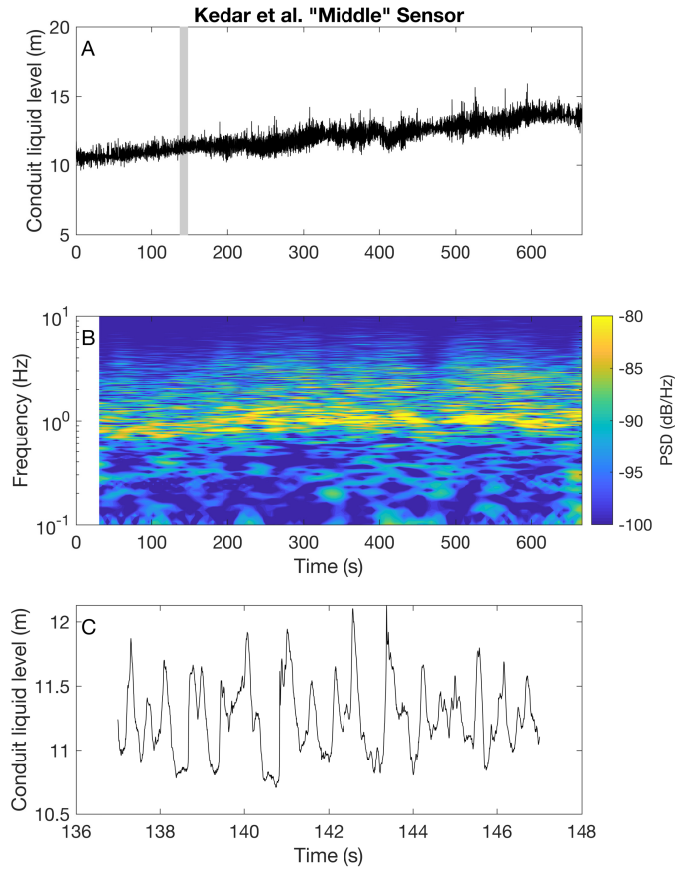 Kedar et al. "Middle" Sensor
A
Conduit liquid level (m)
20
15
10
5
0 100 200 300 400 500 600
B
Frequency (Hz)
10^1
10^0
10^-1
0 100 200 300 400 500 600
Time (s)
-80
-85
-90
-95
-100
PSD (dB/Hz)
C
Conduit liquid level (m)
12
11.5
11
10.5
136 138 140 142 144 146 148
Time (s)